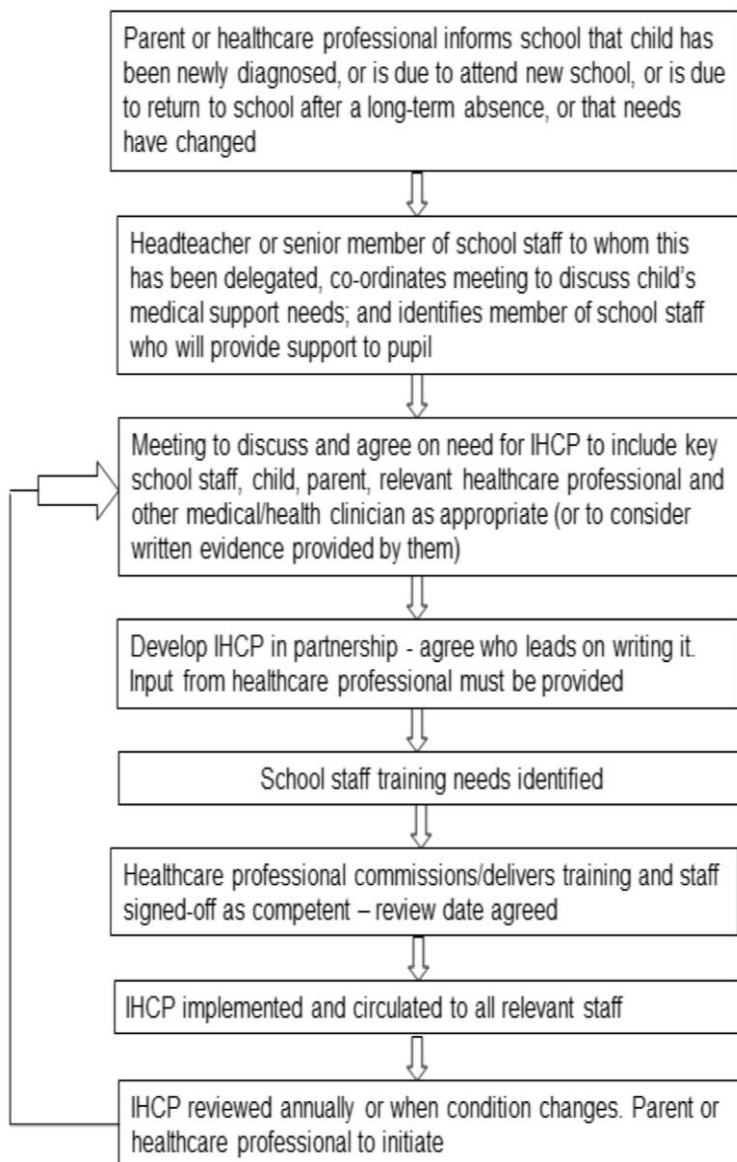 Parent or healthcare professional informs school that child has
been newly diagnosed, or is due to attend new school, or is due
to return to school after a long-term absence, or that needs
have changed
Headteacher or senior member of school staff to whom this
has been delegated, co-ordinates meeting to discuss child's
medical support needs; and identifies member of school staff
who will provide support to pupil
Meeting to discuss and agree on need for IHCP to include key
school staff, child, parent, relevant healthcare professional and
other medical/health clinician as appropriate (or to consider
written evidence provided by them)
Develop IHCP in partnership - agree who leads on writing it.
Input from healthcare professional must be provided
School staff training needs identified
Healthcare professional commissions/delivers training and staff
signed-off as competent – review date agreed
IHCP implemented and circulated to all relevant staff
IHCP reviewed annually or when condition changes. Parent or
healthcare professional to initiate